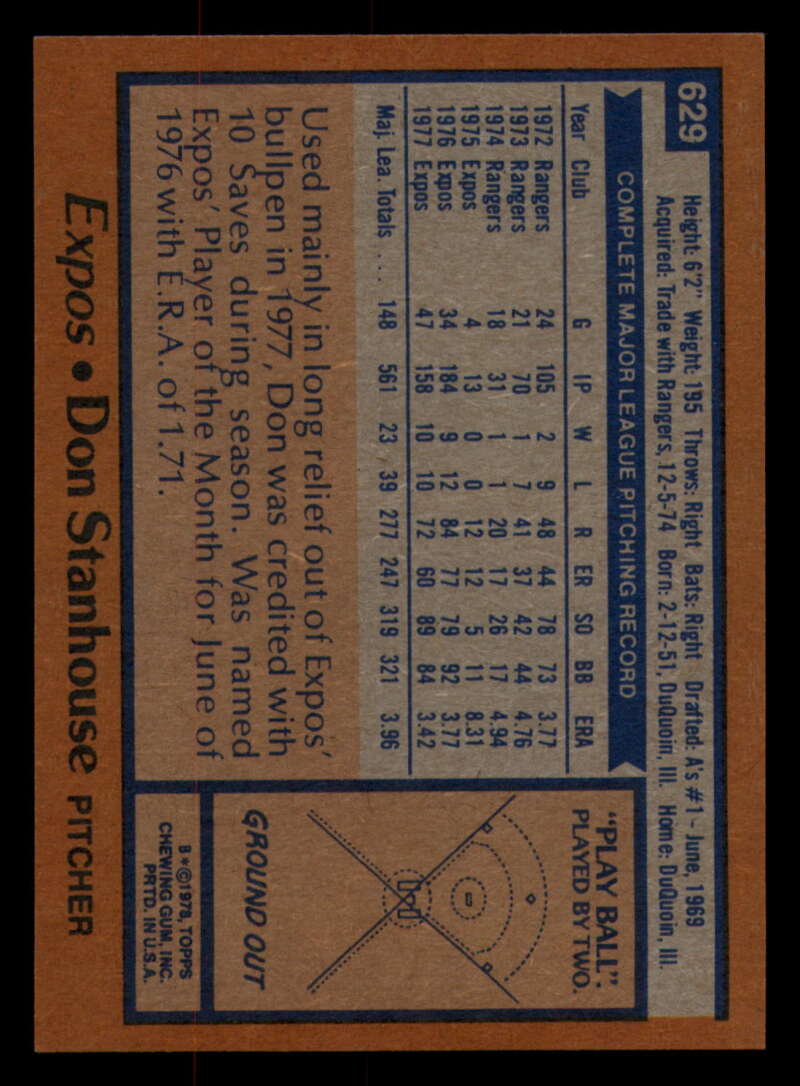 629
Height: 6'2" Weight: 195 Throws: Right Bats: Right Drafted: A's #1 - June, 1969
Acquired: Trade with Rangers, 12-5-74 Born: 2-12-51, DuQuoin, Ill. Home: DuQuoin, Ill.
COMPLETE MAJOR LEAGUE PITCHING RECORD
Year Club G IP W L R ER SO BB ERA
1972 Rangers 24 105 2 9 48 44 78 73 3.77
1973 Rangers 21 70 1 7 41 37 42 44 4.76
1974 Rangers 18 31 1 1 20 17 26 17 4.94
1975 Expos 4 13 0 0 12 12 5 11 8.31
1976 Expos 34 184 9 12 84 77 79 92 3.77
1977 Expos 47 158 10 10 72 60 89 84 3.42
Maj. Lea. Totals . . . 148 561 23 39 277 247 319 321 3.96
Used mainly in long relief out of Expos'
bullpen in 1977, Don was credited with
10 Saves during season. Was named
Expos' Player of the Month for June of
1976 with E.R.A. of 1.71.
"PLAY BALL".
PLAYED BY TWO.
GROUND OUT
B*©1978, TOPPS
CHEWING GUM, INC.
PRTD. IN U.S.A.
Expos • Don Stanhouse PITCHER